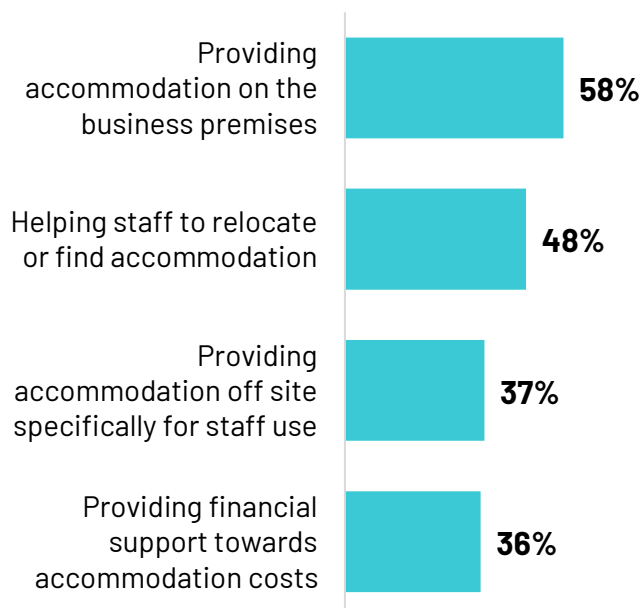 Providing
accommodation on the
business premises
58%
Helping staff to relocate
or find accommodation
48%
Providing
accommodation off site
specifically for staff use
37%
Providing financial
support towards
accommodation costs
36%